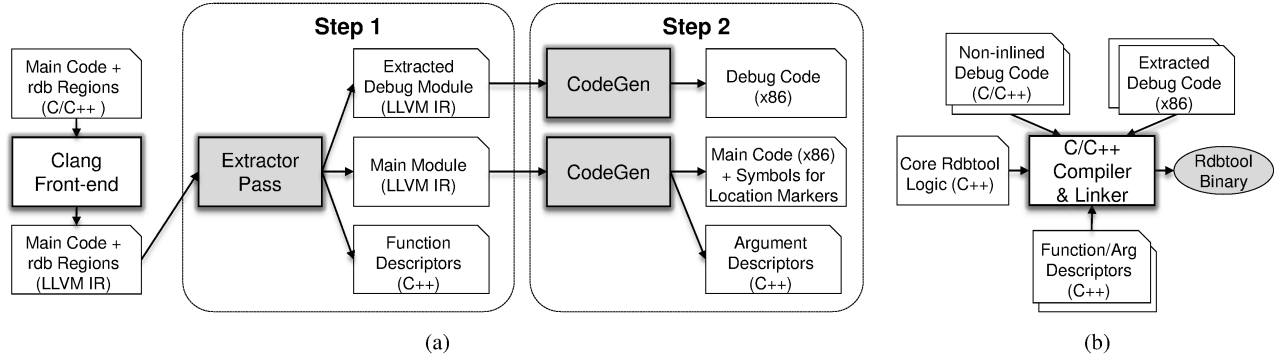 Step 1
Step 2
Main Code +
rdb Regions
(C/C++ )
Clang
Front-end
Main Code +
rdb Regions
(LLVM IR)
Extractor
Pass
Extracted
Debug Module
(LLVM IR)
Main Module
(LLVM IR)
Function
Descriptors
(C++)
CodeGen
CodeGen
Debug Code
(x86)
Main Code (x86)
+ Symbols for
Location Markers
Argument
Descriptors
(C++)
(a)
Non-inlined
Debug Code
(C/C++)
Extracted
Debug Code
(x86)
Core Rdbtool
Logic (C++)
C/C++
Compiler
& Linker
Rdbtool
Binary
Function/Arg
Descriptors
(C++)
(b)